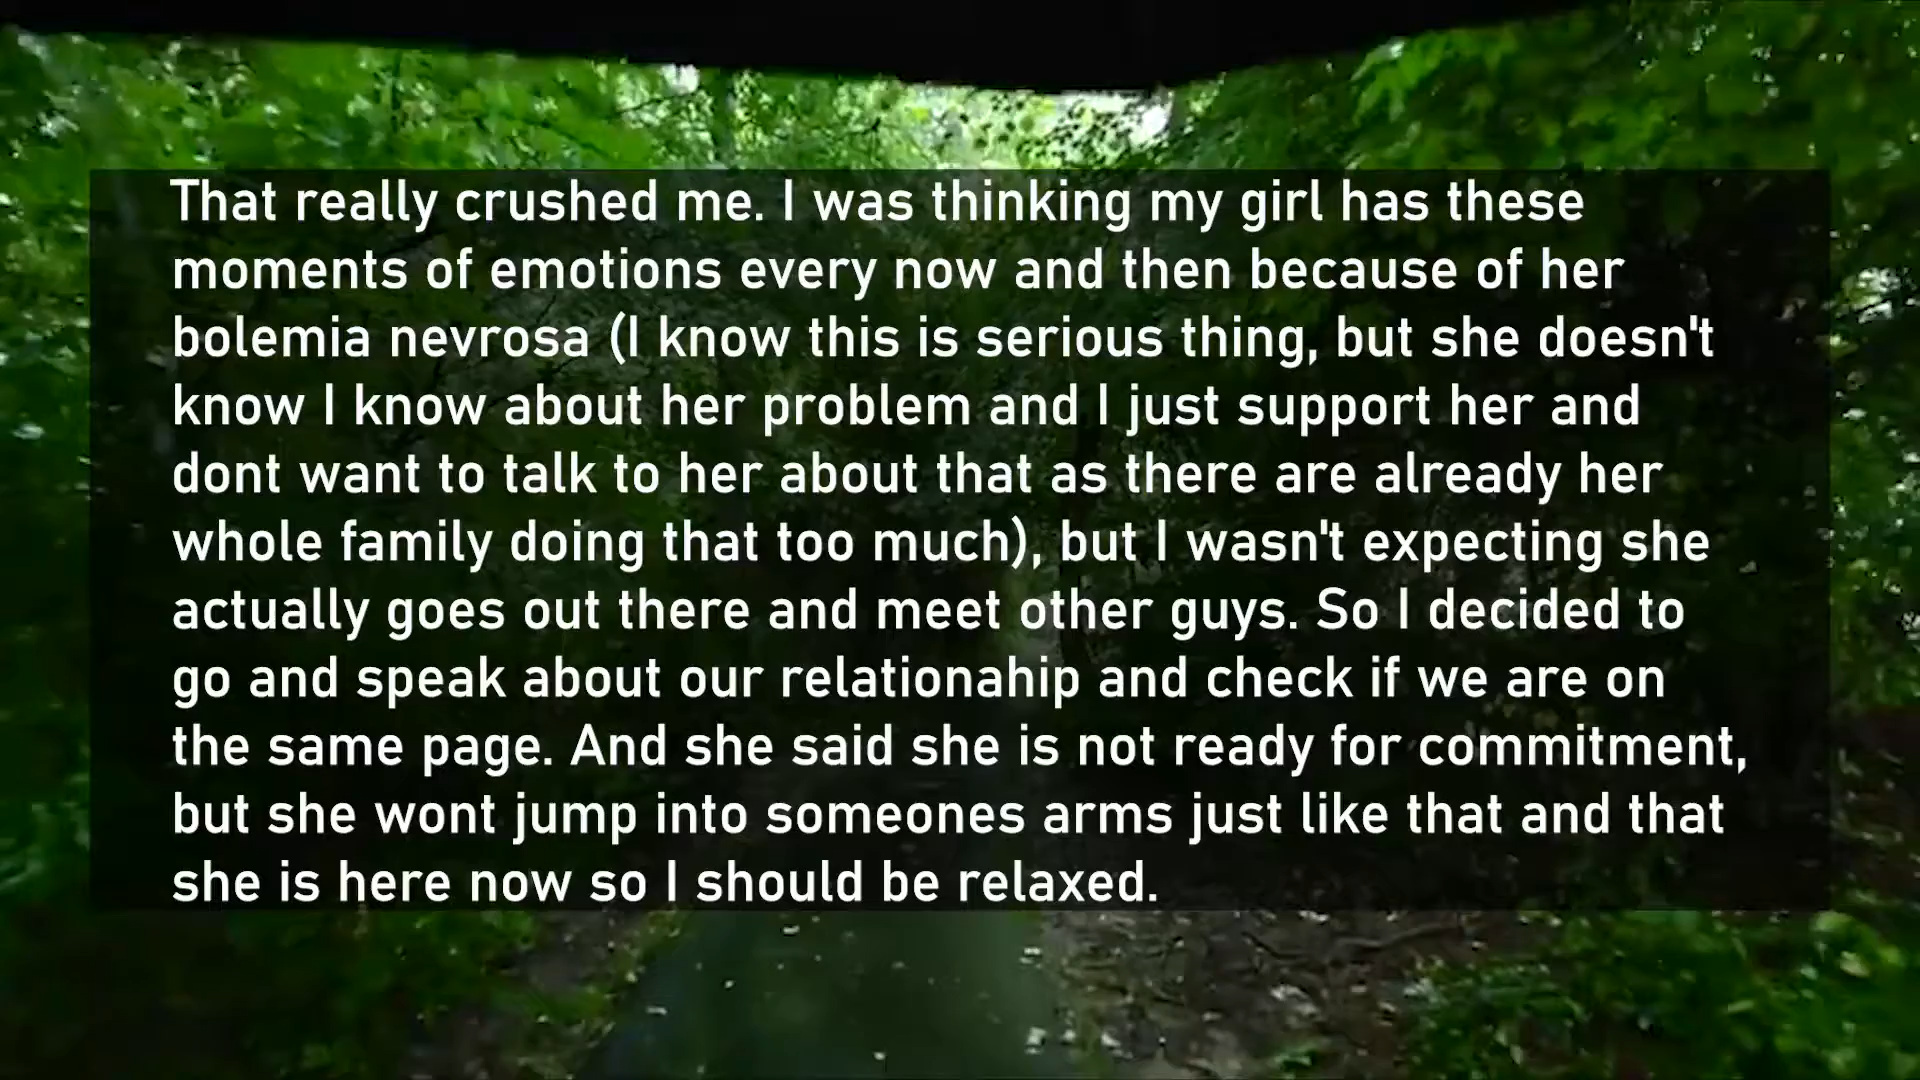 That really crushed me. I was thinking my girl has these
moments of emotions every now and then because of her
bolemia nevrosa (I know this is serious thing, but she doesn't
know I know about her problem and I just support her and
dont want to talk to her about that as there are already her
whole family doing that too much), but I wasn't expecting she
actually goes out there and meet other guys. So I decided to
go and speak about our relationahip and check if we are on
the same page. And she said she is not ready for commitment,
but she wont jump into someones arms just like that and that
she is here now so I should be relaxed.